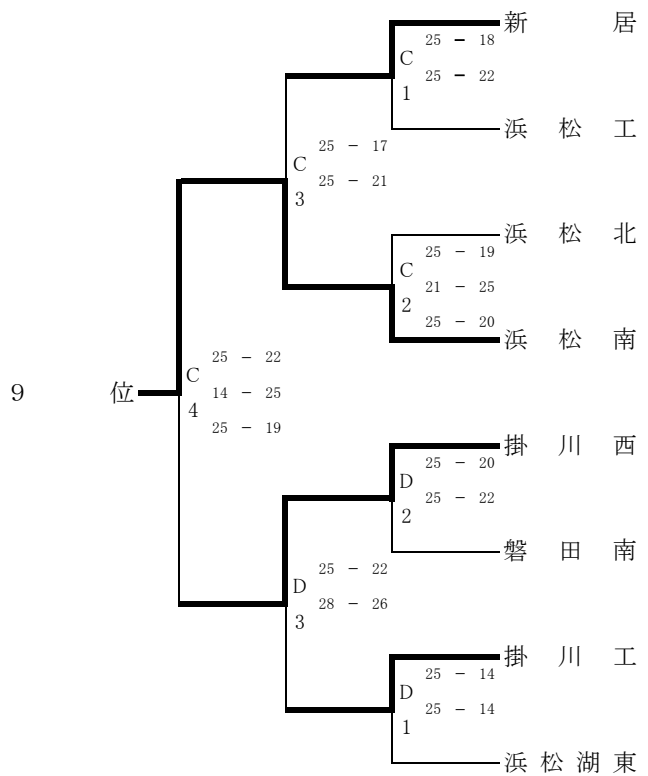 新居
25 － 18
C
25 － 22
1
浜松工
25 － 17
C
25 － 21
3
浜松北
25 － 19
C
21 － 25
2
25 － 20
浜松南
25 － 22
C
14 － 25
9 位
4
25 － 19
掛川西
25 － 20
D
25 － 22
2
磐田南
25 － 22
D
28 － 26
3
掛川工
25 － 14
D
25 － 14
1
浜松湖東